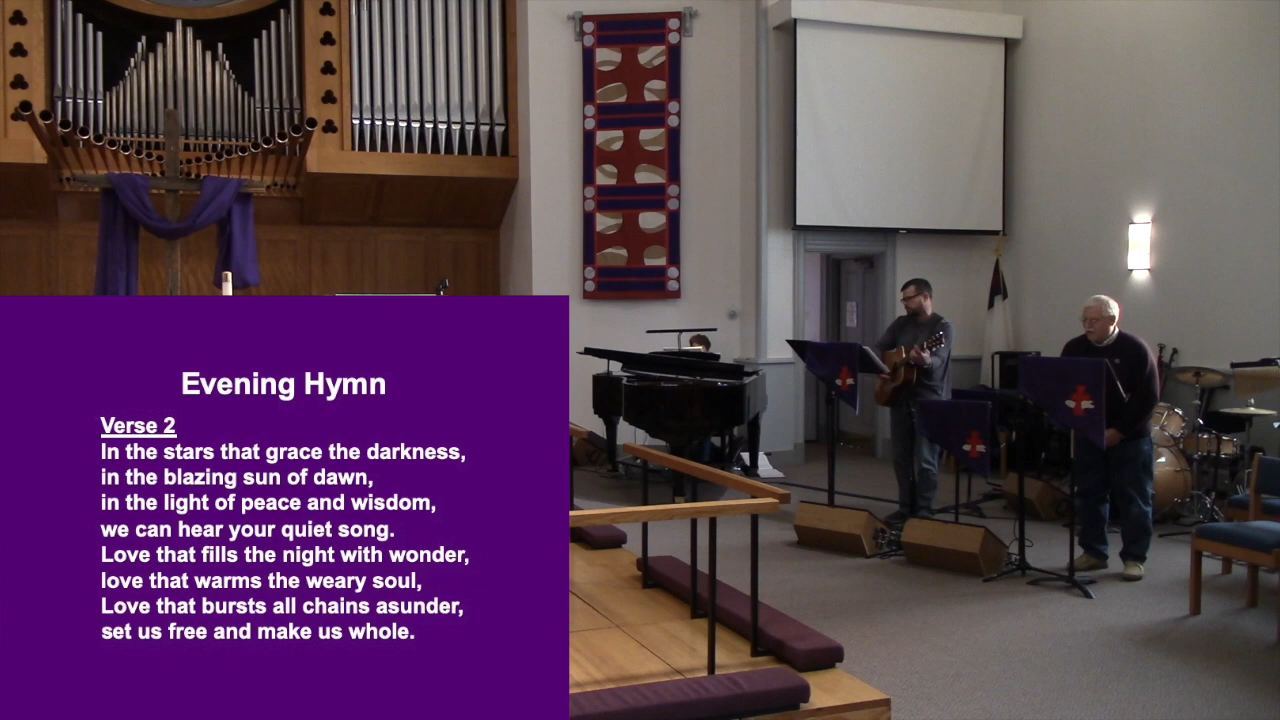 Evening Hymn
Verse 2
In the stars that grace the darkness,
in the blazing sun of dawn,
in the light of peace and wisdom,
we can hear your quiet song.
Love that fills the night with wonder,
love that warms the weary soul,
Love that bursts all chains asunder,
set us free and make us whole.